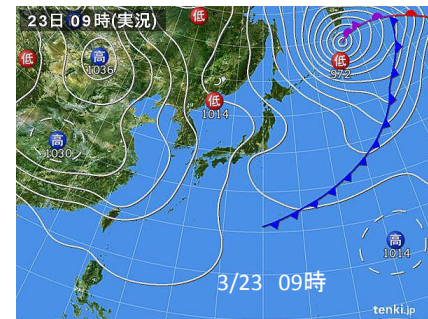 23日 09時(実況)
低
高
1036
低
低
972
低
1014
高
1030
高
1014
3/23 09時
tenki.jp